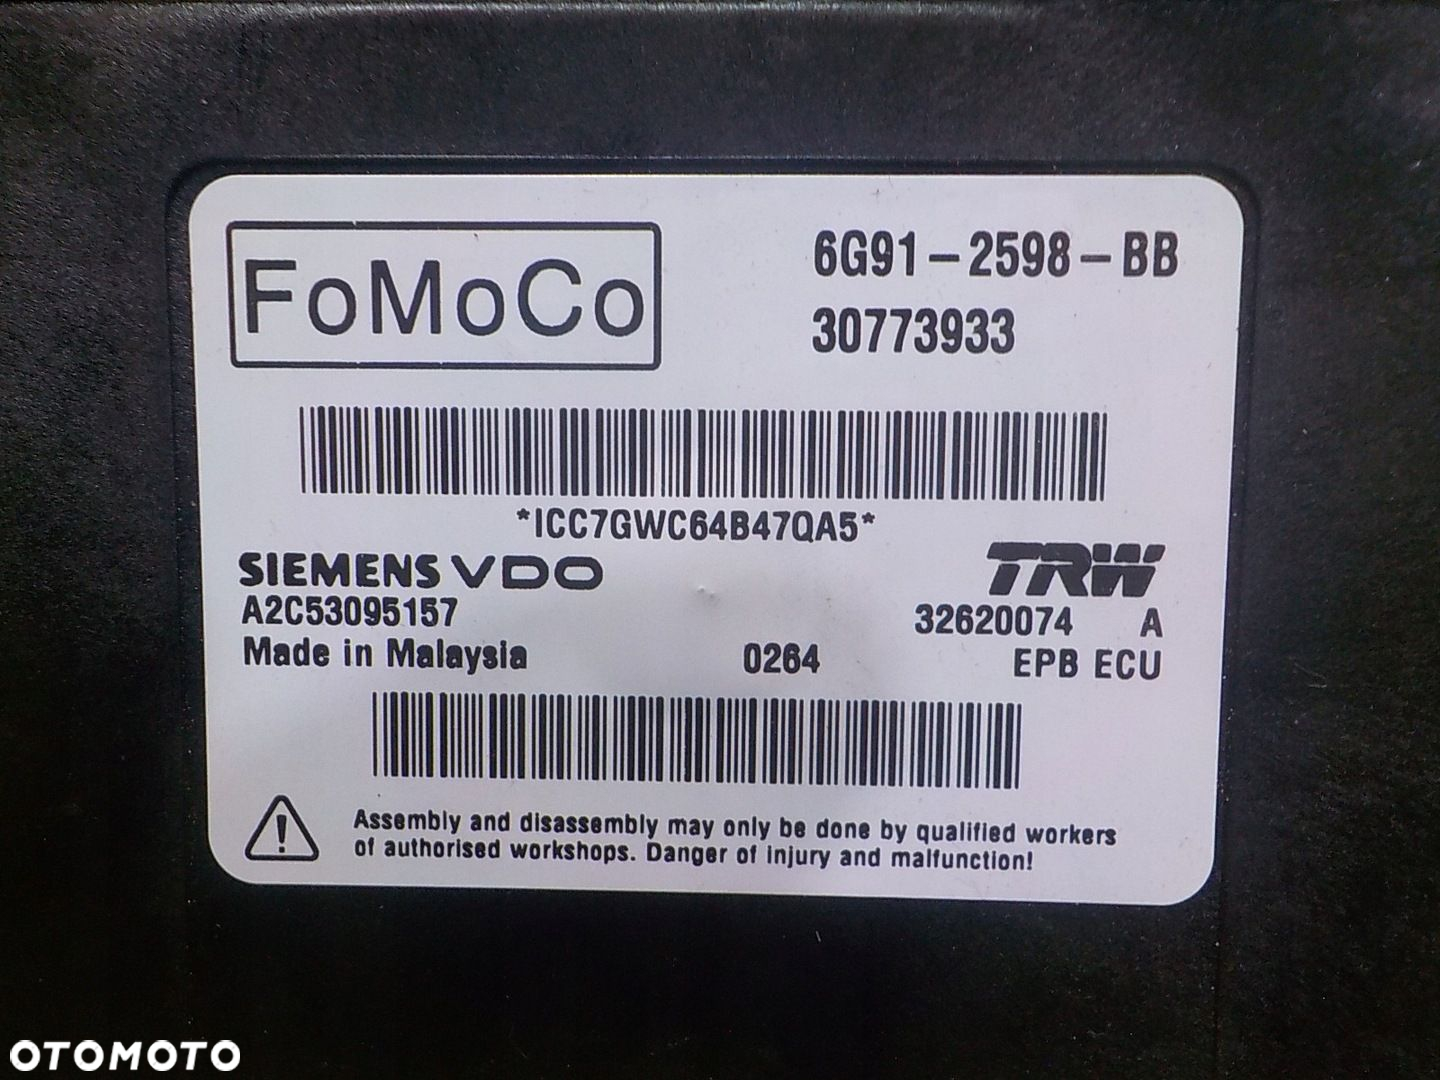 FoMoCo
6G91-2598-BB
30773933
*ICC7GWC64B47QA5*
SIEMENS VDO
TRW
A2C53095157
32620074 A
Made in Malaysia
0264
EPB ECU
Assembly and disassembly may only be done by qualified workers
of authorised workshops. Danger of injury and malfunction!
OTOMOTO